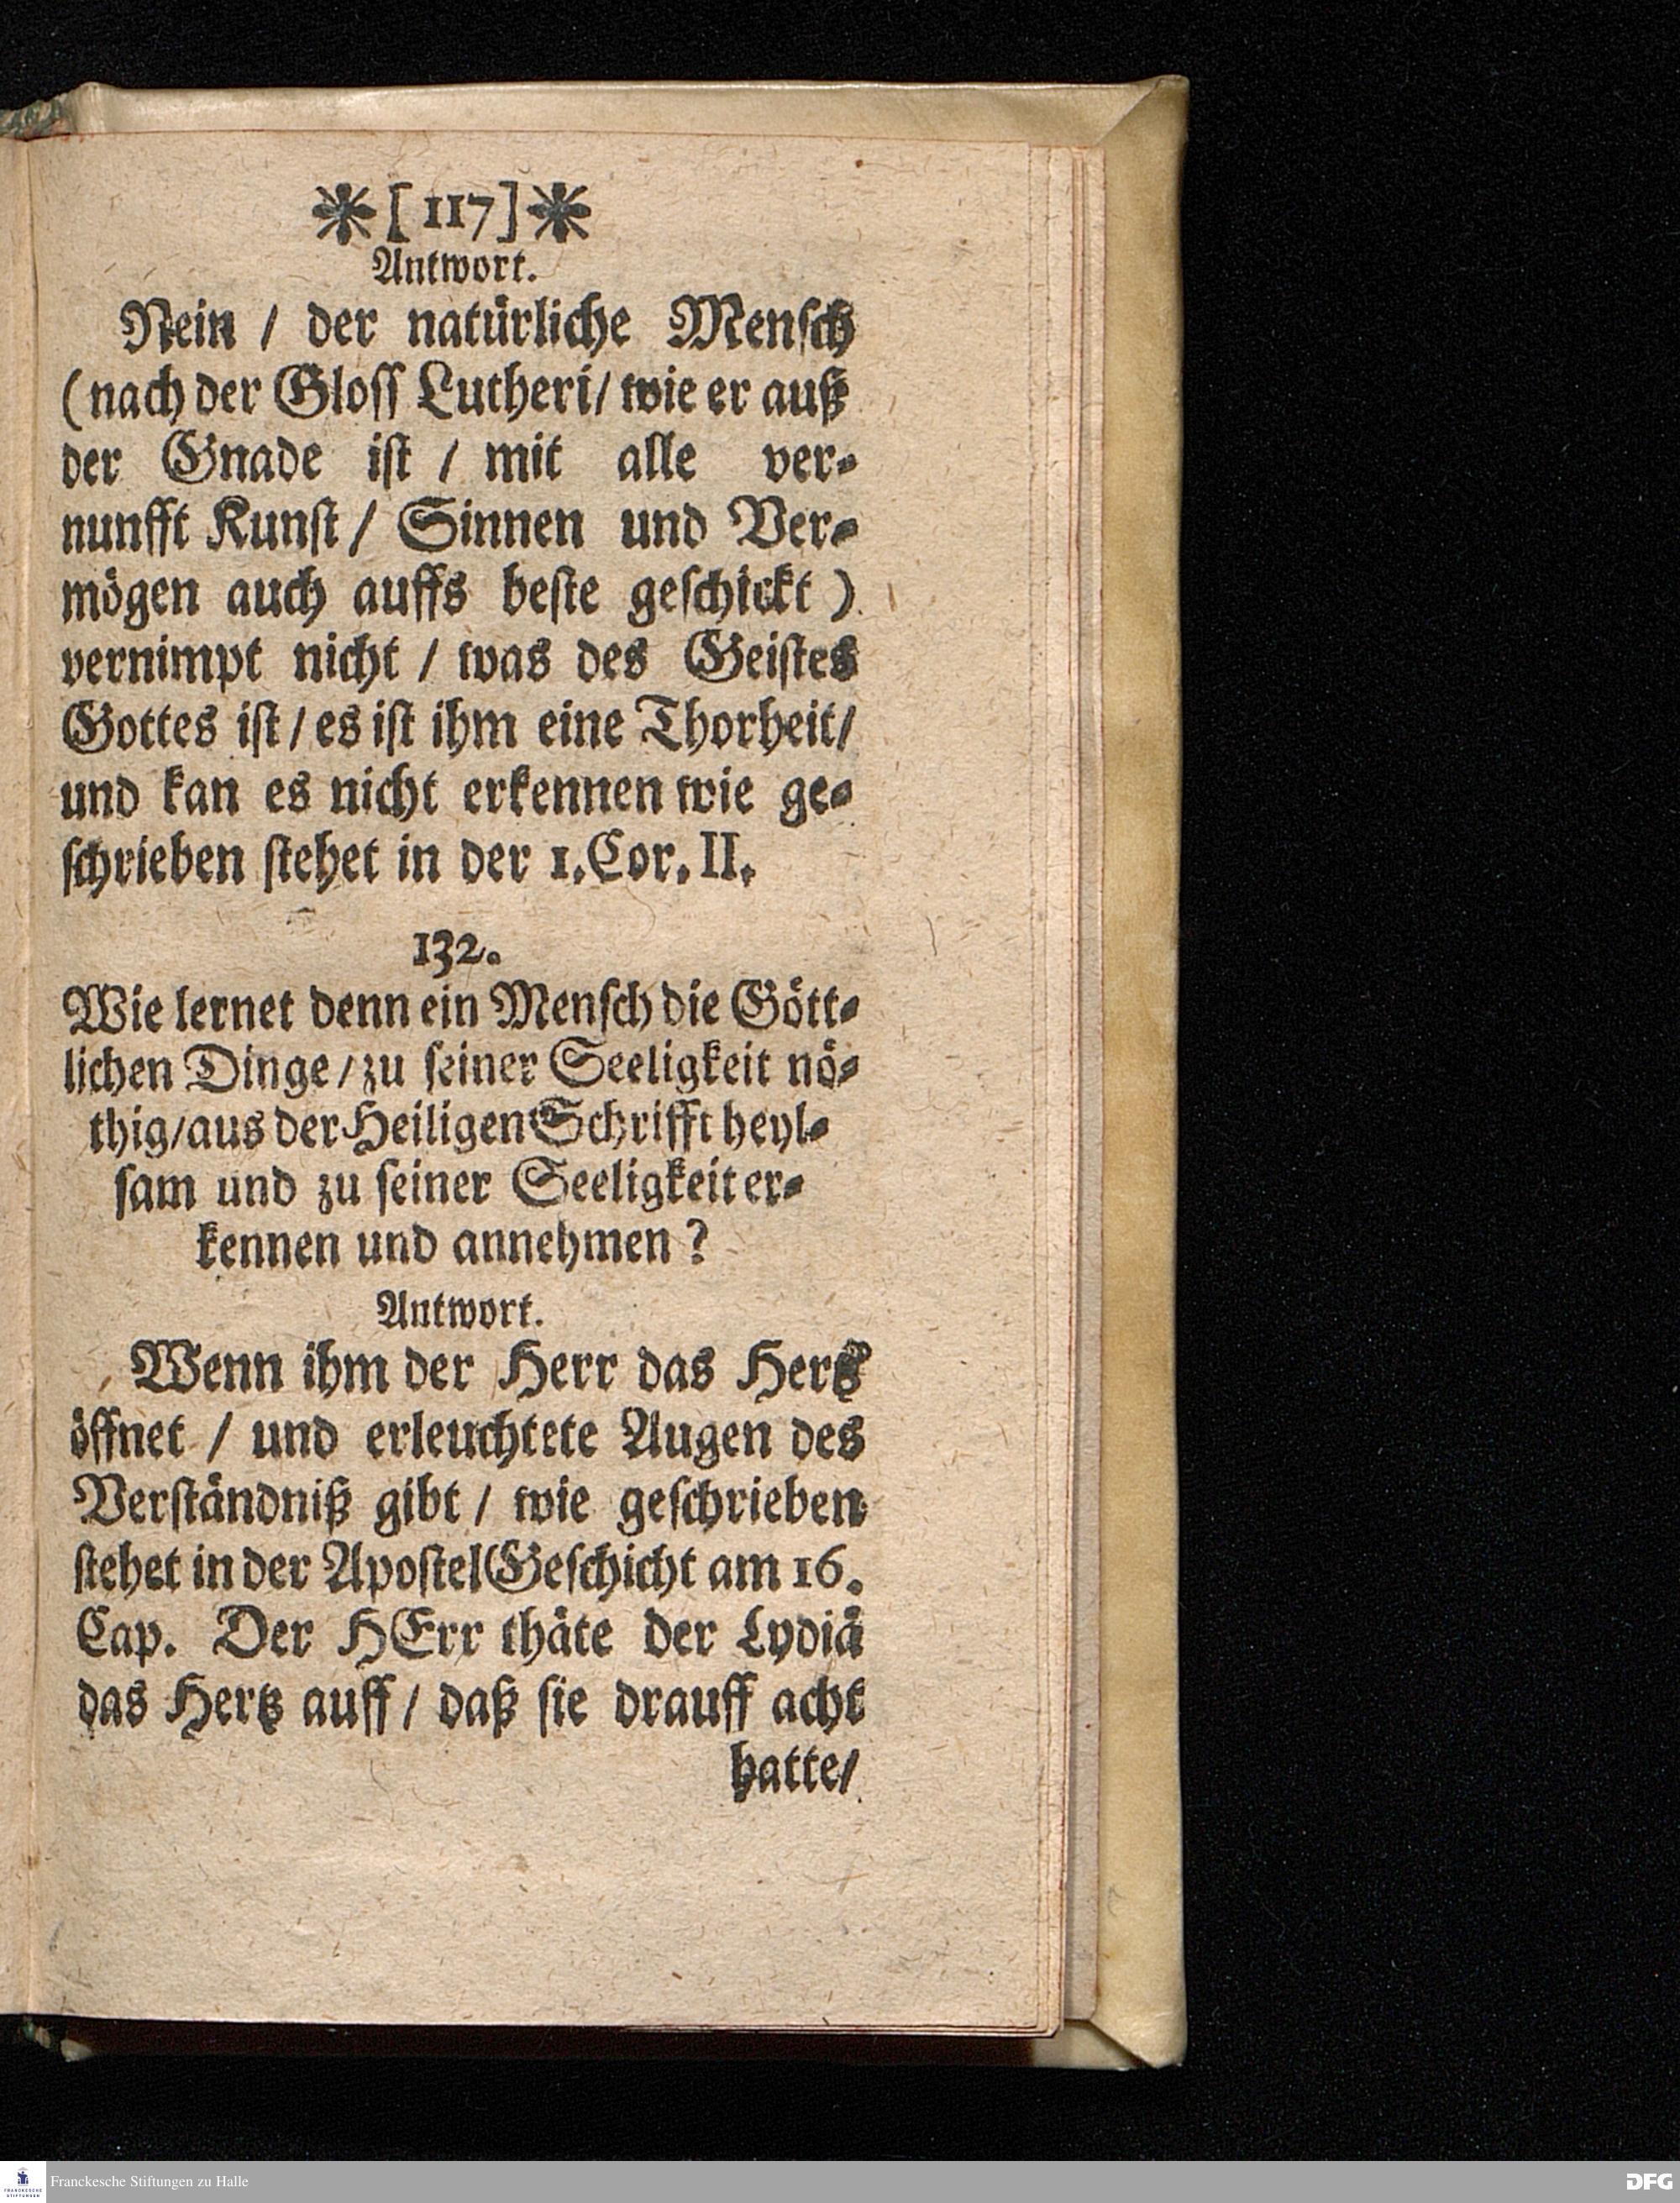 ❋[117]❋
Antwort.
Nein / der natürliche Menſch
(nach der Gloſſ Lutheri/ wie er auß
der Gnade iſt / mit alle ver-
nunfft Kunſt / Sinnen und Ver-
mögen auch auffs beſte geſchickt )
vernimpt nicht / was des Geiſtes
Gottes iſt / es iſt ihm eine Thorheit/
und kan es nicht erkennen wie ge-
ſchrieben ſtehet in der 1. Cor. II.
132.
Wie lernet denn ein Menſch die Gött-
lichen Dinge / zu ſeiner Seeligkeit nö-
thig/aus der Heiligen Schrifft heyl-
ſam und zu ſeiner Seeligkeit er-
kennen und annehmen ?
Antwort.
Wenn ihm der Herr das Hertz
öffnet / und erleuchtete Augen des
Verſtändniß gibt / wie geſchrieben
ſtehet in der ApoſtelGeſchicht am 16.
Cap. Der HErr thäte der Lydiä
das Hertz auff / daß ſie drauff acht
hatte/
FRANCKESCHE
STIFTUNGEN
Franckesche Stiftungen zu Halle
DFG